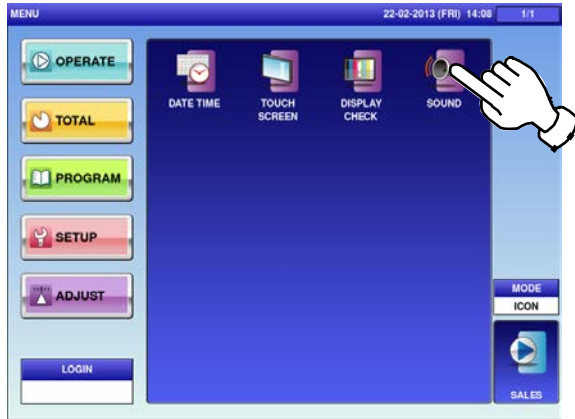 MENU
22-02-2013 (FRI) 14:08
1/1
OPERATE
TOTAL
PROGRAM
SETUP
ADJUST
LOGIN
DATE TIME
TOUCH
SCREEN
DISPLAY
CHECK
SOUND
MODE
ICON
SALES